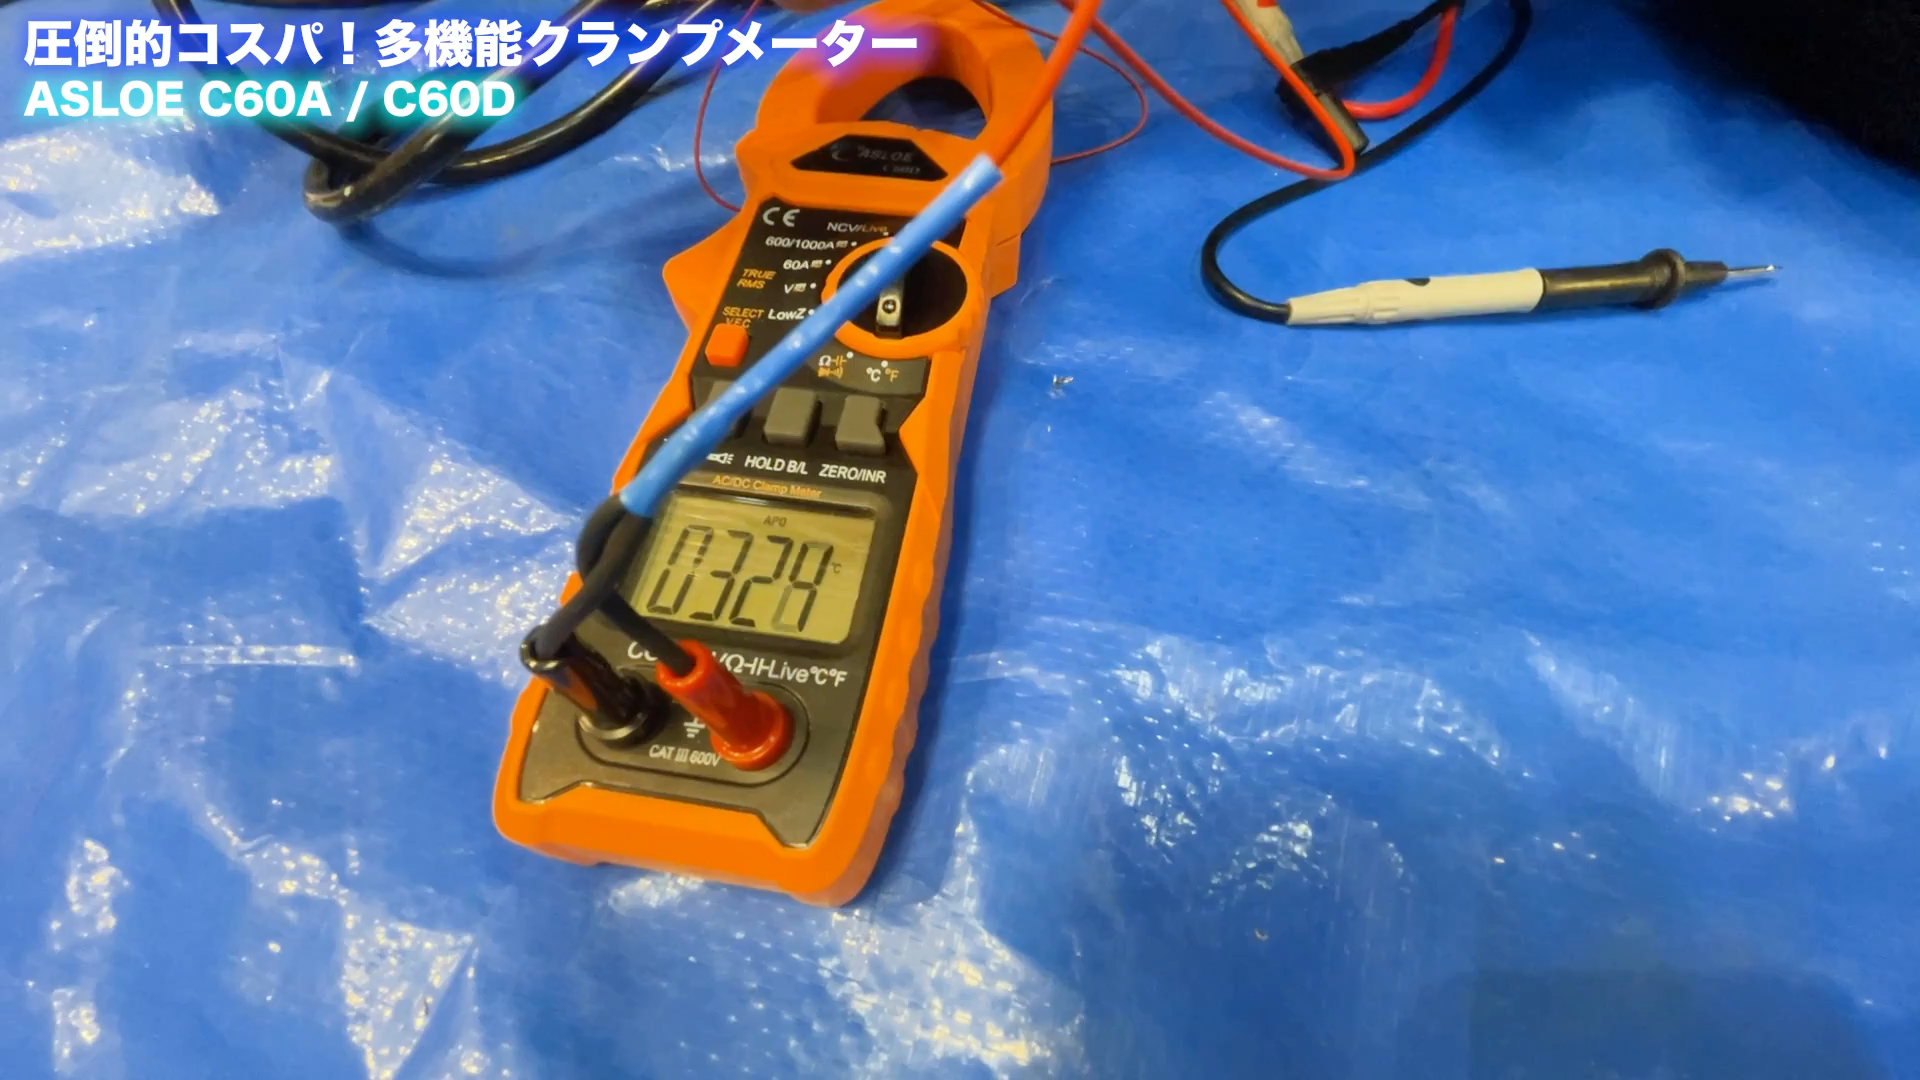 圧倒的コスパ！多機能クランプメーター
ASLOE C60A / C60D
ASLOE
CE
NCV/Live
600/1000A
60A
TRUE
RMS
V
SELECT
V.F.C
LowZ
Ω
℃ °F
HOLD B/L ZERO/INR
AC/DC Clamp Meter
APO
0324
℃
VΩ Live℃°F
CAT III 600V